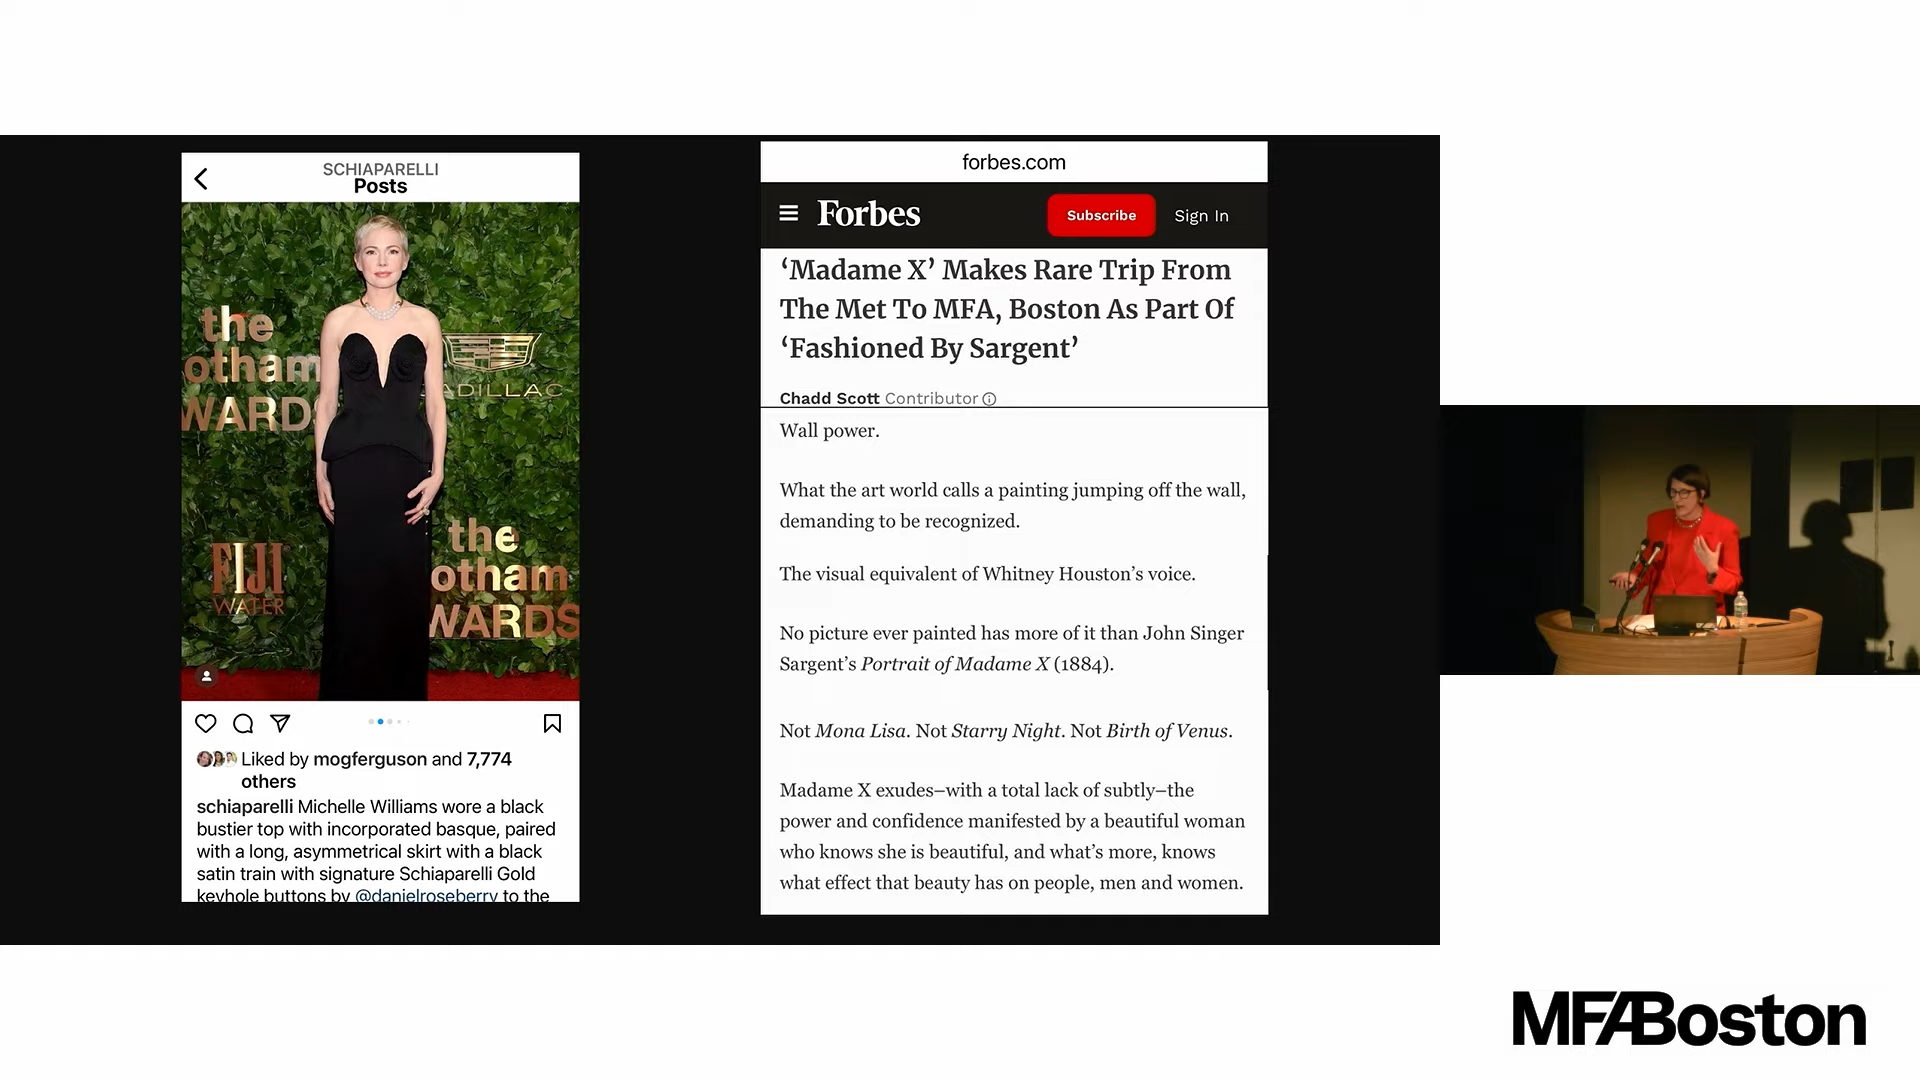 SCHIAPARELLI
Posts
the
otham
WARDS
ADILLAC
FIJI
WATER
the
otham
WARDS
Liked by mogferguson and 7,774
others
schiaparelli Michelle Williams wore a black
bustier top with incorporated basque, paired
with a long, asymmetrical skirt with a black
satin train with signature Schiaparelli Gold
keyhole buttons by @danielroseberry to the
forbes.com
Forbes
Subscribe
Sign In
‘Madame X’ Makes Rare Trip From
The Met To MFA, Boston As Part Of
‘Fashioned By Sargent’
Chadd Scott Contributor
Wall power.
What the art world calls a painting jumping off the wall,
demanding to be recognized.
The visual equivalent of Whitney Houston’s voice.
No picture ever painted has more of it than John Singer
Sargent’s Portrait of Madame X (1884).
Not Mona Lisa. Not Starry Night. Not Birth of Venus.
Madame X exudes–with a total lack of subtly–the
power and confidence manifested by a beautiful woman
who knows she is beautiful, and what’s more, knows
what effect that beauty has on people, men and women.
MFABoston